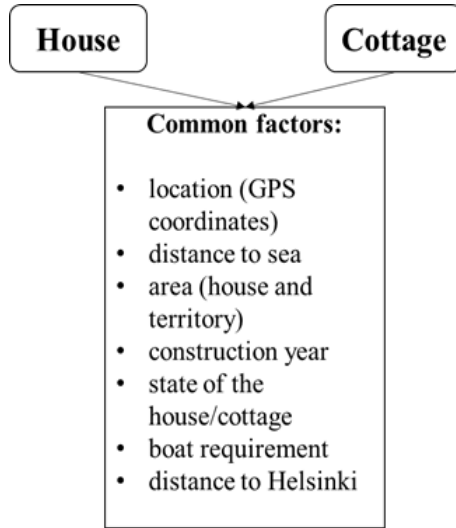 House
Cottage
Common factors:
• location (GPS
coordinates)
• distance to sea
• area (house and
territory)
• construction year
• state of the
house/cottage
• boat requirement
• distance to Helsinki